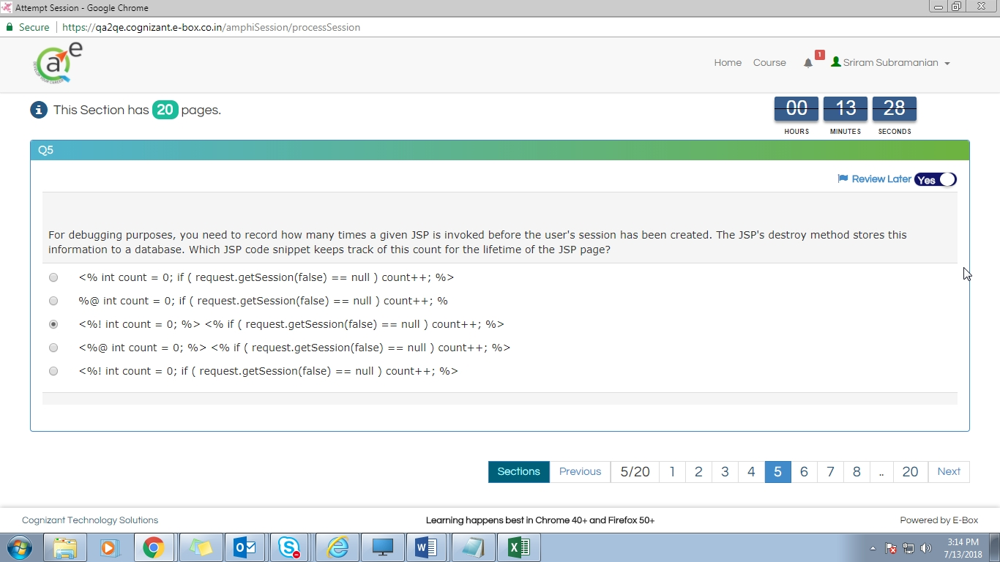 Attempt Session - Google Chrome
Secure https://qa2qe.cognizant.e-box.co.in/amphiSession/processSession
a e
Home Course 1 Sriram Subramanian
This Section has 20 pages.
00 13 28
HOURS MINUTES SECONDS
Q5
Review Later Yes
For debugging purposes, you need to record how many times a given JSP is invoked before the user's session has been created. The JSP's destroy method stores this
information to a database. Which JSP code snippet keeps track of this count for the lifetime of the JSP page?
<% int count = 0; if ( request.getSession(false) == null ) count++; %>
%@ int count = 0; if ( request.getSession(false) == null ) count++; %
<%! int count = 0; %> <% if ( request.getSession(false) == null ) count++; %>
<%@ int count = 0; %> <% if ( request.getSession(false) == null ) count++; %>
<%! int count = 0; if ( request.getSession(false) == null ) count++; %>
Sections Previous 5/20 1 2 3 4 5 6 7 8 .. 20 Next
Cognizant Technology Solutions Learning happens best in Chrome 40+ and Firefox 50+ Powered by E-Box
3:14 PM
7/13/2018